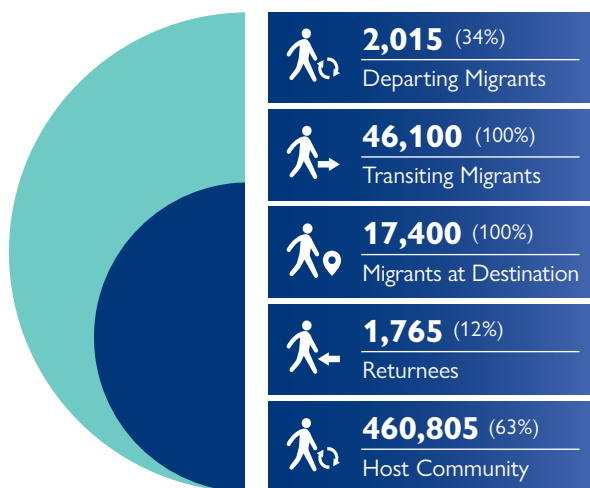 2,015 (34%)
Departing Migrants
46,100 (100%)
Transiting Migrants
17,400 (100%)
Migrants at Destination
1,765 (12%)
Returnees
460,805 (63%)
Host Community